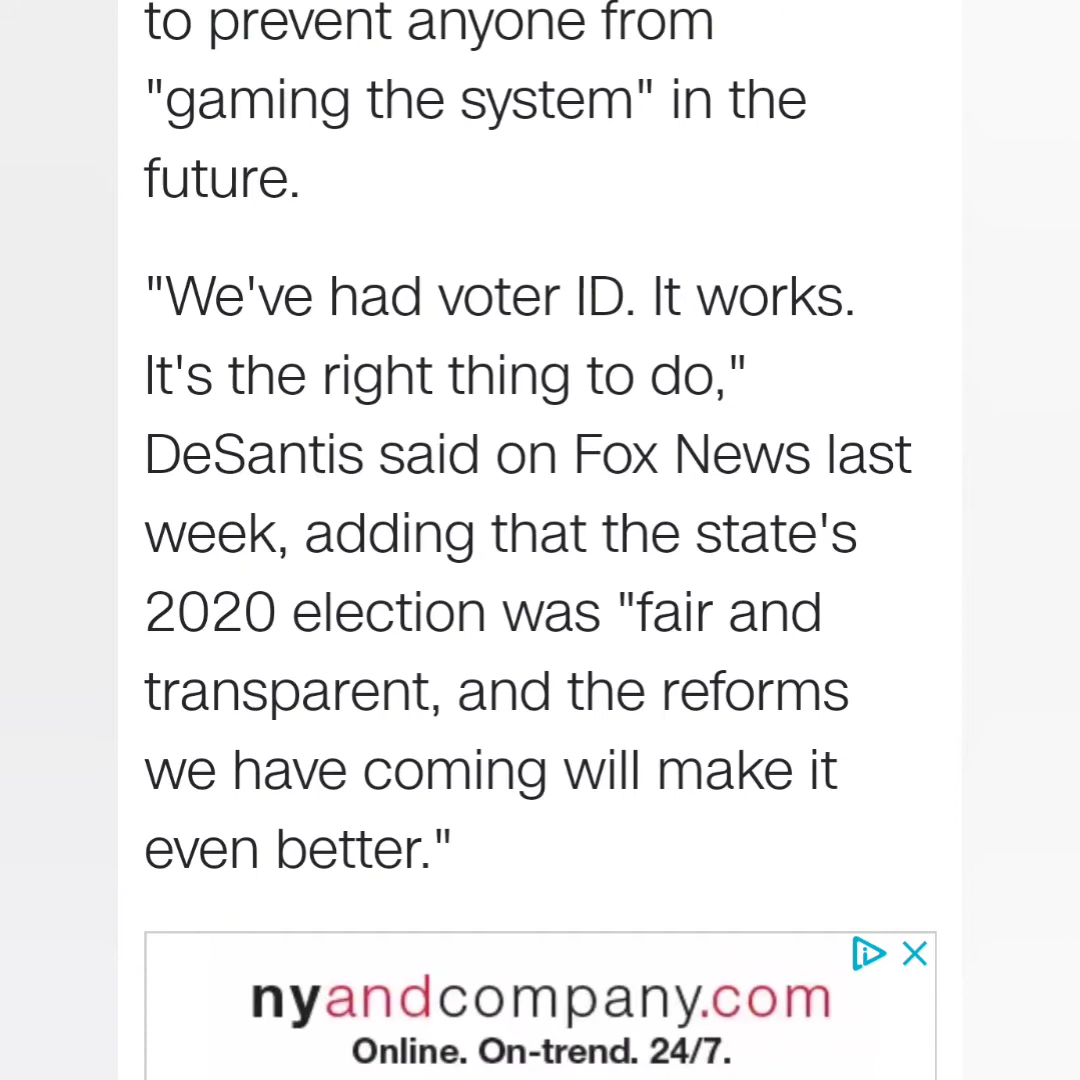 to prevent anyone from
"gaming the system" in the
future.
"We've had voter ID. It works.
It's the right thing to do,"
DeSantis said on Fox News last
week, adding that the state's
2020 election was "fair and
transparent, and the reforms
we have coming will make it
even better."
nyandcompany.com
Online. On-trend. 24/7.